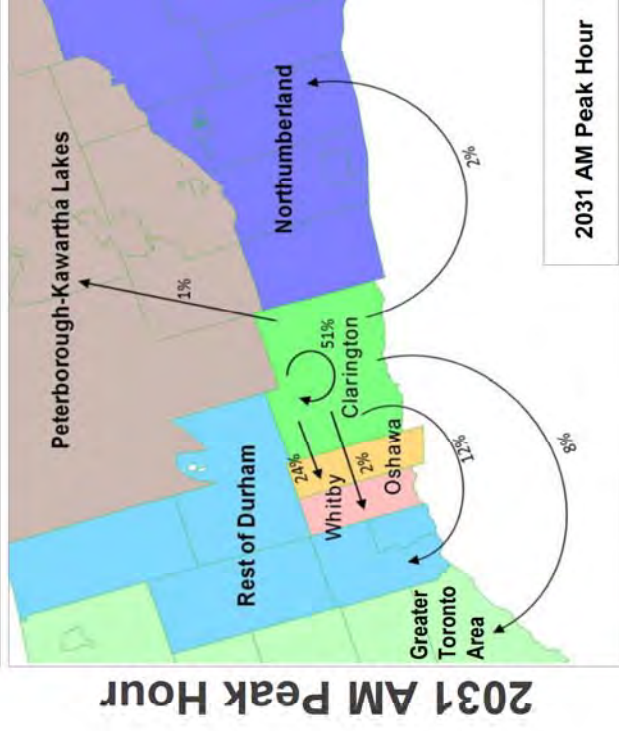 2031 AM Peak Hour
Peterborough-Kawartha Lakes
Northumberland
1%
2%
51%
Clarington
Rest of Durham
24%
2%
Whitby
Oshawa
12%
8%
Greater
Toronto
Area
2031 AM Peak Hour